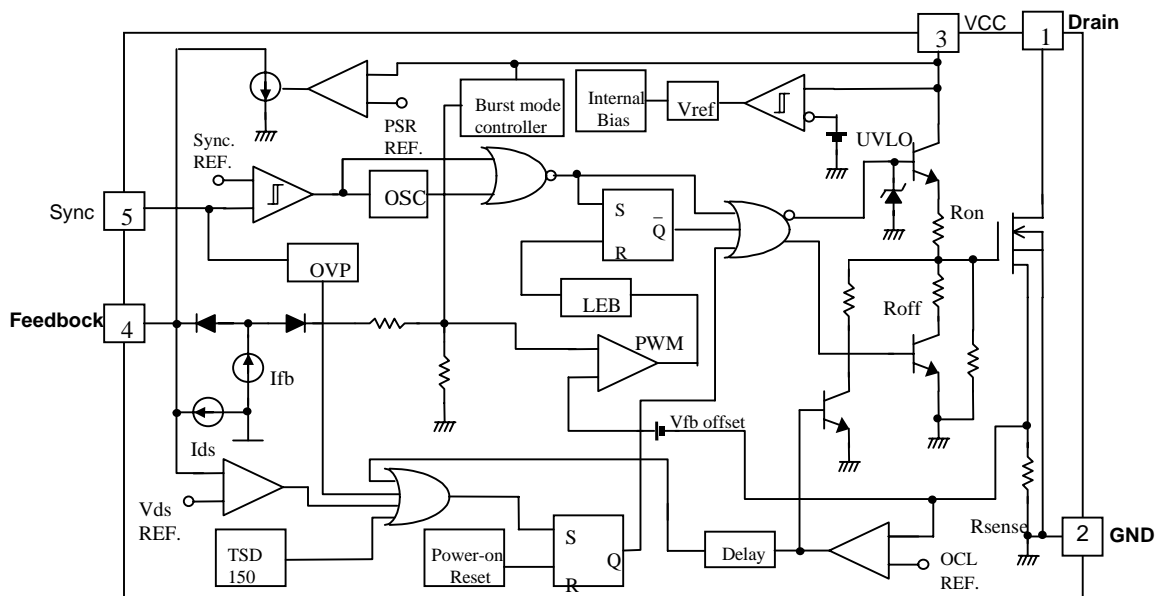 VCC
Drain
3
1
PSR
REF.
Burst mode
controller
Internal
Bias
Vref
UVLO
Sync.
REF.
Sync
5
OSC
S
Q
R
Ron
OVP
LEB
Roff
Feedbock
4
PWM
Ifb
Ids
Vfb offset
Vds
REF.
TSD
150
Power-on
Reset
S
Q
R
Delay
OCL
REF.
Rsense
2
GND